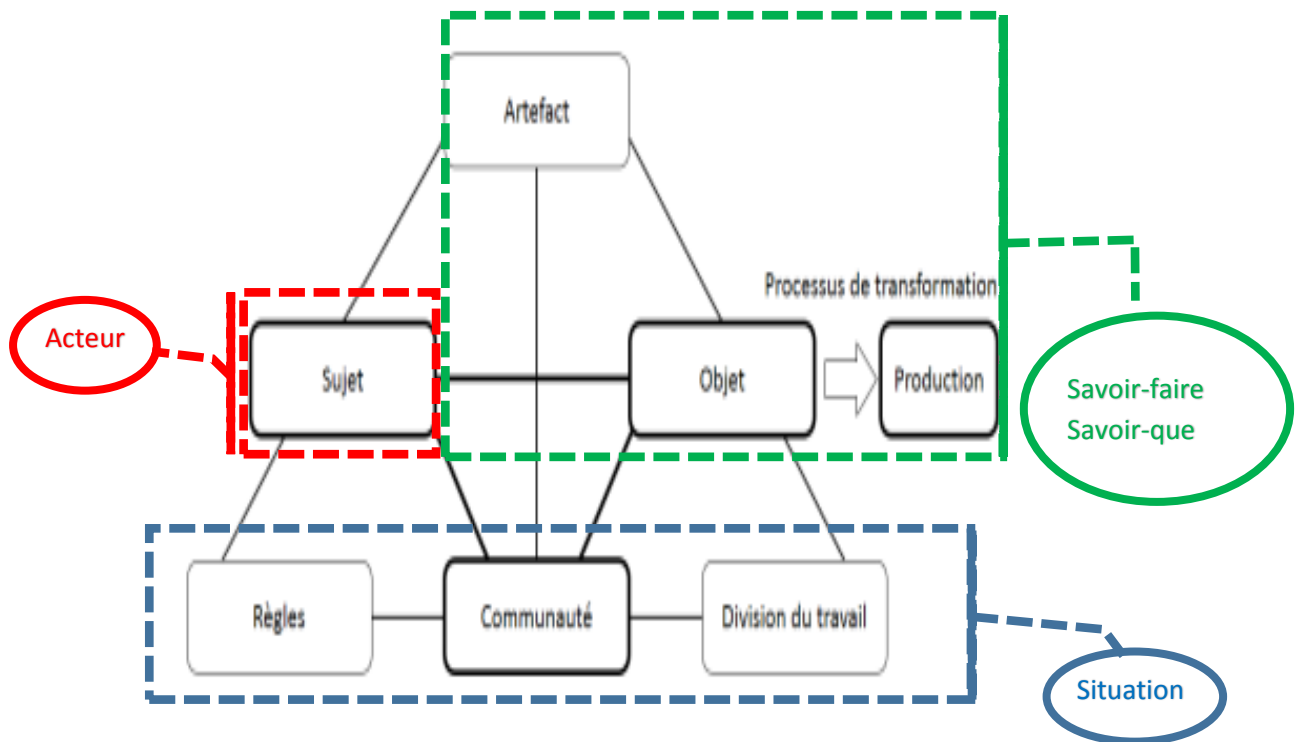 Artefact
Processus de transformation
Acteur
Sujet
Objet
Production
Savoir-faire
Savoir-que
Règles
Communauté
Division du travail
Situation